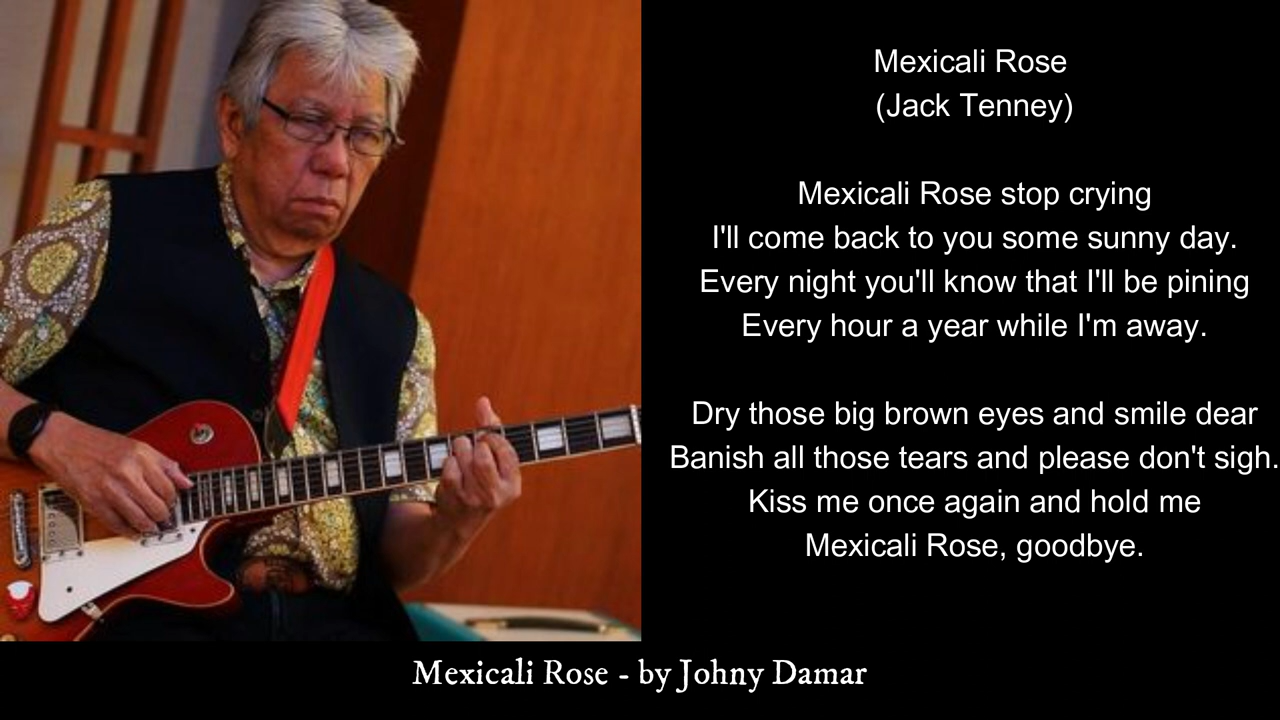 Mexicali Rose
(Jack Tenney)
Mexicali Rose stop crying
I'll come back to you some sunny day.
Every night you'll know that I'll be pining
Every hour a year while I'm away.
Dry those big brown eyes and smile dear
Banish all those tears and please don't sigh.
Kiss me once again and hold me
Mexicali Rose, goodbye.
Mexicali Rose - by Johny Damar